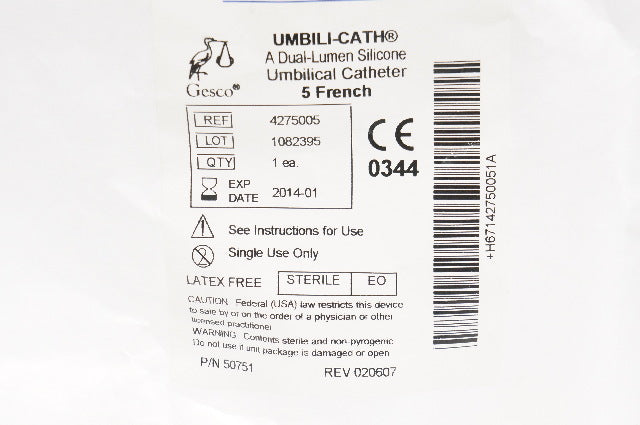 UMBILI-CATH®
A Dual-Lumen Silicone
Umbilical Catheter
5 French
Gesco®
REF 4275005
LOT 1082395
QTY 1 ea.
EXP DATE 2014-01
CE
0344
+H67142750051A
See Instructions for Use
Single Use Only
LATEX FREE STERILE EO
CAUTION: Federal (USA) law restricts this device
to sale by or on the order of a physician or other
licensed practitioner
WARNING: Contents sterile and non-pyrogenic
Do not use if unit package is damaged or open
P/N 50751
REV 020607